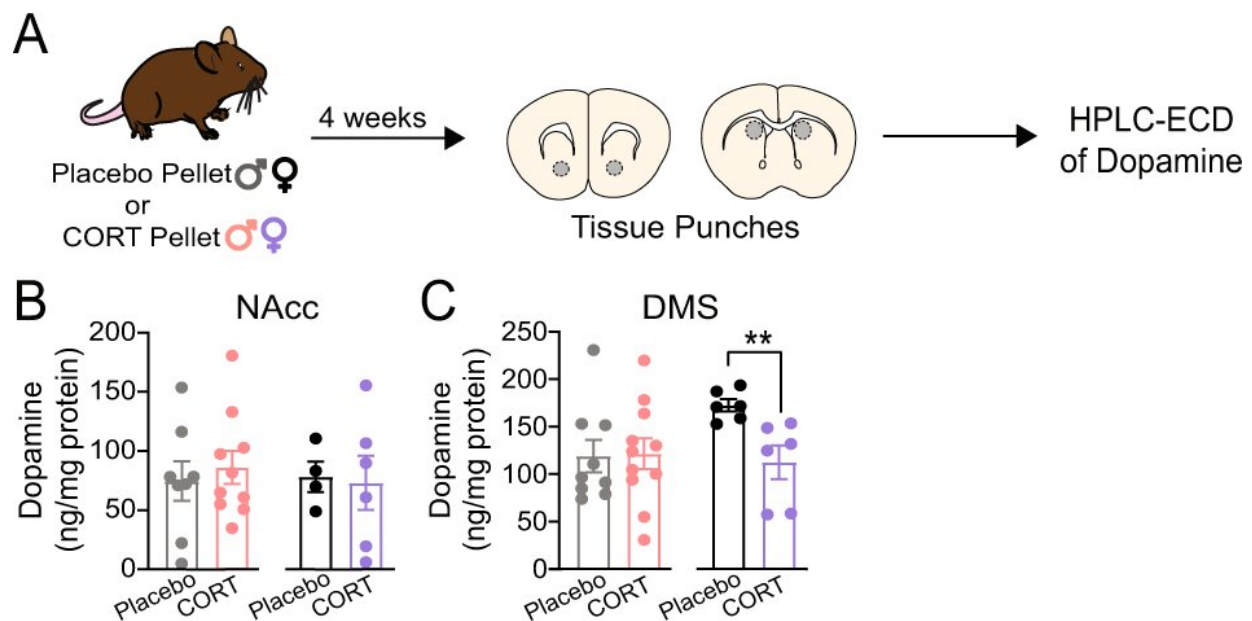 A
4 weeks
Placebo Pellet♂♀
or
CORT Pellet♂♀
Tissue Punches
HPLC-ECD
of Dopamine
B
NAcc
Dopamine
(ng/mg protein)
200
150
100
50
0
Placebo
CORT
Placebo
CORT
C
DMS
Dopamine
(ng/mg protein)
250
200
150
100
50
0
**
Placebo
CORT
Placebo
CORT